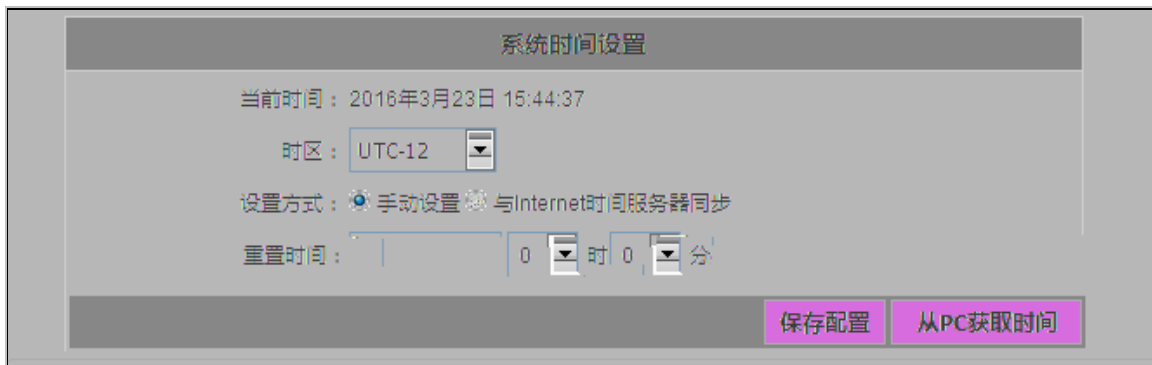 系统时间设置
当前时间： 2016年3月23日 15:44:37
时区： UTC-12
设置方式： 手动设置 与Internet时间服务器同步
重置时间： 0 时 0 分
保存配置 从PC获取时间